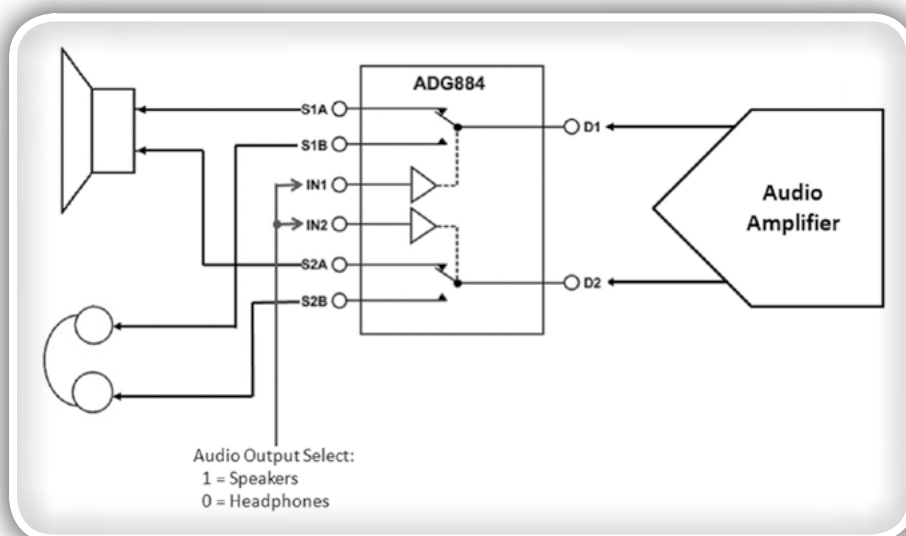 ADG884
S1A
S1B
IN1
IN2
S2A
S2B
D1
D2
Audio
Amplifier
Audio Output Select:
1 = Speakers
0 = Headphones